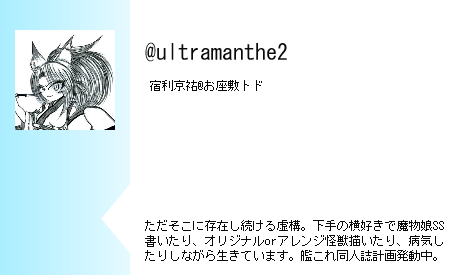 @ultramanthe2
宿利京祐@お座敷トド
ただそこに存在し続ける虚構。下手の横好きで魔物娘SS
書いたり、オリジナルorアレンジ怪獣描いたり、病気し
たりしながら生きています。艦これ同人誌計画発動中。